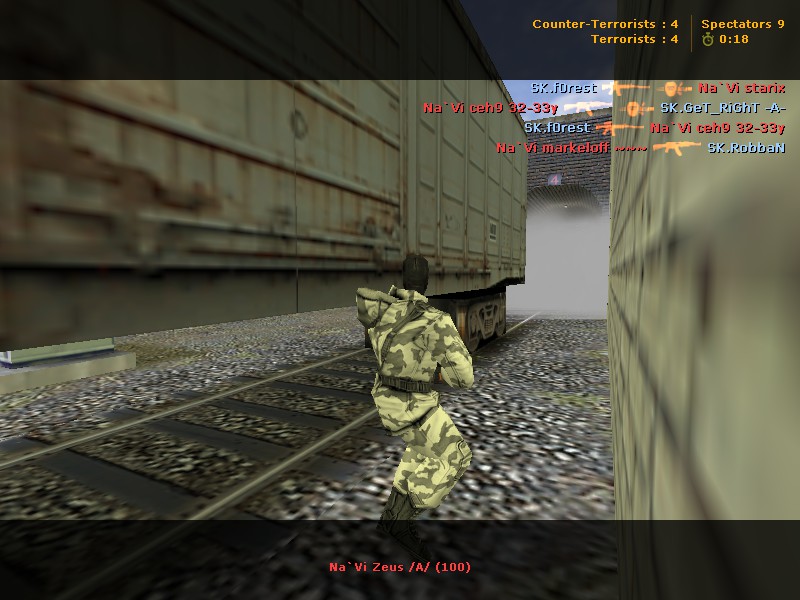 Counter-Terrorists : 4 Spectators 9
Terrorists : 4 0:18
SK.f0rest Na`Vi starix
Na`Vi ceh9 32-33y SK.GeT_RiGhT -A-
SK.f0rest Na`Vi ceh9 32-33y
Na`Vi markeloff ~~~~ SK.RobbaN
4
Na`Vi Zeus /A/ (100)